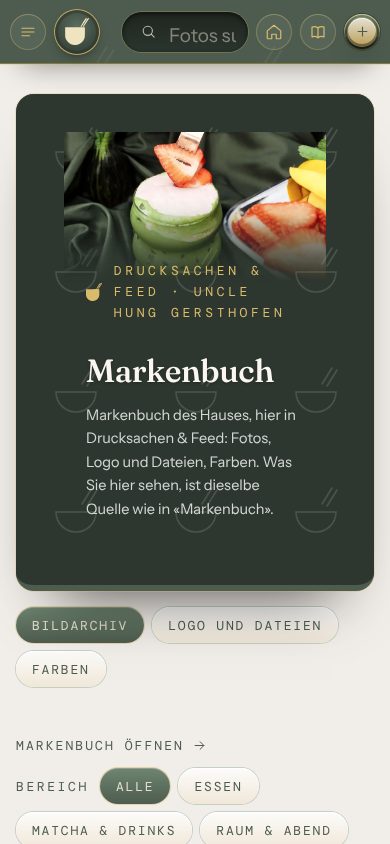 Fotos su
DRUCKSACHEN &
FEED · UNCLE
HUNG GERSTHOFEN
Markenbuch
Markenbuch des Hauses, hier in
Drucksachen & Feed: Fotos,
Logo und Dateien, Farben. Was
Sie hier sehen, ist dieselbe
Quelle wie in «Markenbuch».
BILDARCHIV
LOGO UND DATEIEN
FARBEN
MARKENBUCH ÖFFNEN →
BEREICH
ALLE
ESSEN
MATCHA & DRINKS
RAUM & ABEND